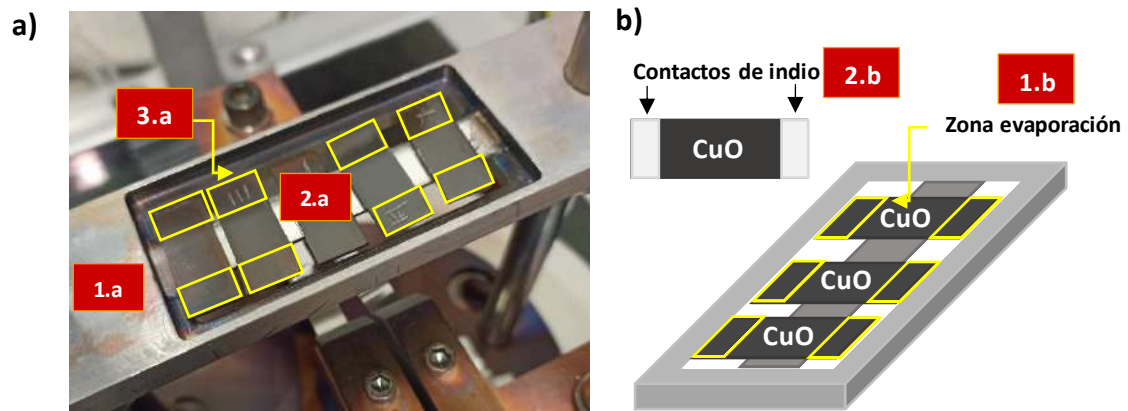 a)
3.a
2.a
1.a
b)
Contactos de indio
2.b
1.b
CuO
Zona evaporación
CuO
CuO
CuO